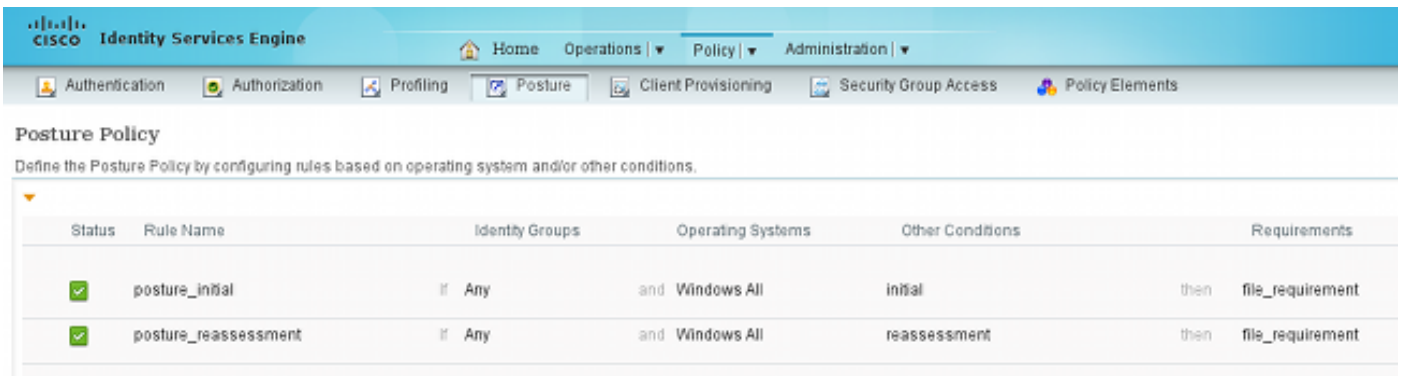 CISCO Identity Services Engine
Home Operations | Policy | Administration |
Authentication Authorization Profiling Posture Client Provisioning Security Group Access Policy Elements
Posture Policy
Define the Posture Policy by configuring rules based on operating system and/or other conditions.
Status Rule Name Identity Groups Operating Systems Other Conditions Requirements
posture_initial If Any and Windows All initial then file_requirement
posture_reassessment If Any and Windows All reassessment then file_requirement